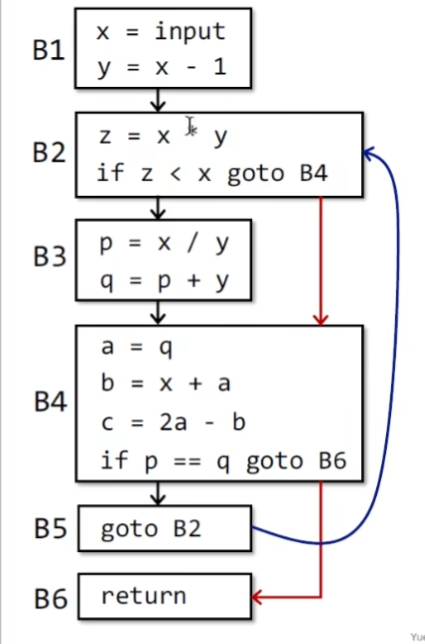 B1
x = input
y = x - 1
B2
z = x * y
if z < x goto B4
B3
p = x / y
q = p + y
B4
a = q
b = x + a
c = 2a - b
if p == q goto B6
B5
goto B2
B6
return